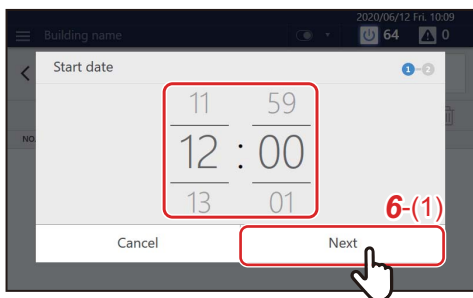 2020/06/12 Fri. 10:09
Building name
64
0
Start date
1-2
NO.
11 59
12 : 00
13 01
6-(1)
Cancel
Next